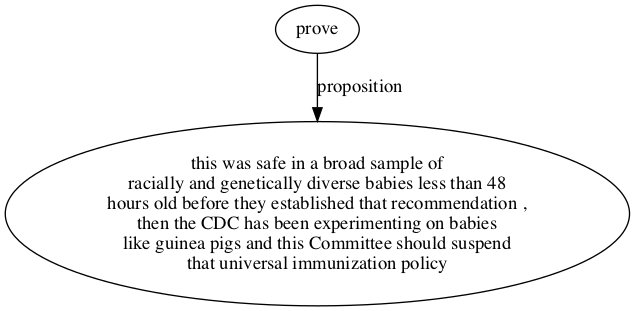 prove
proposition
this was safe in a broad sample of
racially and genetically diverse babies less than 48
hours old before they established that recommendation ,
then the CDC has been experimenting on babies
like guinea pigs and this Committee should suspend
that universal immunization policy